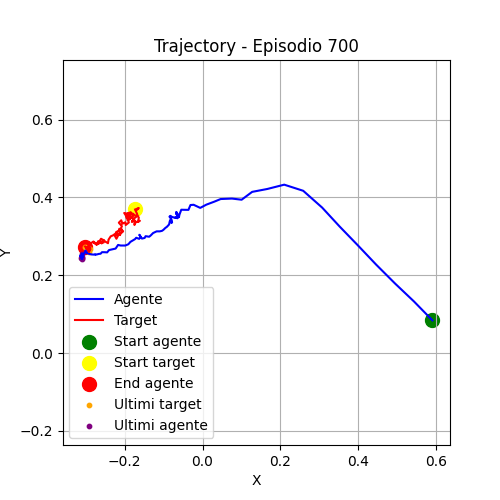 Trajectory - Episodio 700
Y
0.6
0.4
0.2
0.0
−0.2
Agente
Target
Start agente
Start target
End agente
Ultimi target
Ultimi agente
−0.2
0.0
0.2
0.4
0.6
X